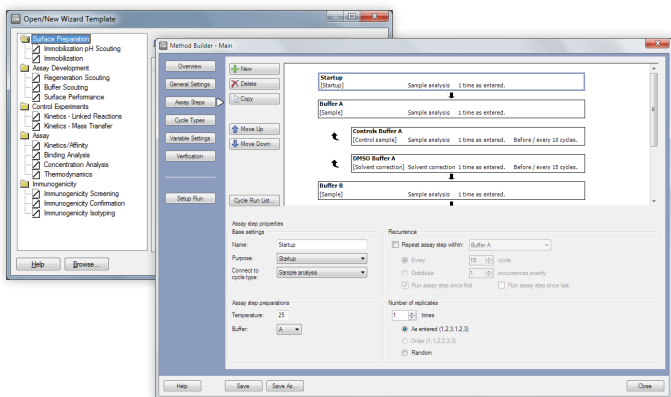 Open/New Wizard Template
Surface Preparation
Immobilization pH Scouting
Immobilization
Assay Development
Regeneration Scouting
Buffer Scouting
Surface Performance
Control Experiments
Kinetics - Linked Reactions
Kinetics - Mass Transfer
Assay
Kinetics/Affinity
Binding Analysis
Concentration Analysis
Thermodynamics
Immunogenicity
Immunogenicity Screening
Immunogenicity Confirmation
Immunogenicity Isotyping
Help
Browse...
Method Builder - Main
Overview
General Settings
Assay Steps
Cycle Types
Variable Settings
Verification
Setup Run
New
Delete
Copy
Move Up
Move Down
Cycle Run List...
Startup
[Startup] Sample analysis 1 time as entered.
Buffer A
[Sample] Sample analysis 1 time as entered.
Controls Buffer A
[Control sample] Sample analysis 1 time as entered. Before / every 10 cycles.
DMSO Buffer A
[Solvent correction] Solvent correction 1 time as entered. Before / every 15 cycles.
Buffer B
[Sample] Sample analysis 1 time as entered.
Assay step properties
Base settings
Name: Startup
Purpose: Startup
Connect to
cycle type: Sample analysis
Recurrence
Repeat assay step within: Buffer A
Every 15 cycle
Distribute 1 occurrences evenly
Run assay step once first Run assay step once last
Assay step preparations
Temperature: 25
Buffer: A
Number of replicates
1 times
As entered (1,2,3,1,2,3)
Order (1,1,2,2,3,3)
Random
Help
Save
Save As...
Close